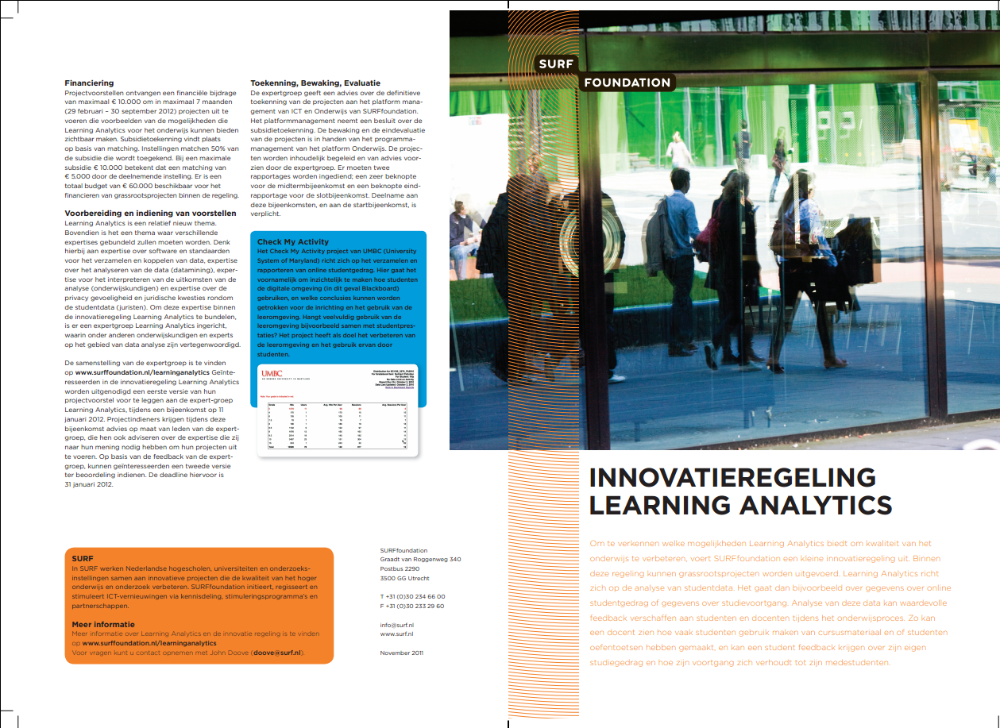 Financiering
Projectvoorstellen ontvangen een financiële bijdrage
van maximaal € 10.000 om in maximaal 7 maanden
(29 februari – 30 september 2012) projecten uit te
voeren die voorbeelden van de mogelijkheden die
Learning Analytics voor het onderwijs kunnen bieden
zichtbaar maken. Subsidietoekenning vindt plaats
op basis van matching. Instellingen matchen 50% van
de subsidie die wordt toegekend. Bij een maximale
subsidie € 10.000 betekent dat een matching van
€ 5.000 door de deelnemende instelling. Er is een
totaal budget van € 60.000 beschikbaar voor het
financieren van grassrootsprojecten binnen de regeling.
Voorbereiding en indiening van voorstellen
Learning Analytics is een relatief nieuw thema.
Bovendien is het een thema waar verschillende
expertises gebundeld zullen moeten worden. Denk
hierbij aan expertise over software en standaarden
voor het verzamelen en koppelen van data, expertise
over het analyseren van de data (datamining), exper-
tise voor het interpreteren van de uitkomsten van de
analyse (onderwijskundigen) en expertise over de
privacy gevoeligheid en juridische kwesties rondom
de studentdata (juristen). Om deze expertise binnen
de innovatieregeling Learning Analytics te bundelen,
is er een expertgroep Learning Analytics ingericht,
waarin onder anderen onderwijskundigen en experts
op het gebied van data analyse zijn vertegenwoordigd.
De samenstelling van de expertgroep is te vinden
op www.surffoundation.nl/learninganalytics Geïnte-
resseerden in de innovatieregeling Learning Analytics
worden uitgenodigd een eerste versie van hun
projectvoorstel voor te leggen aan de expert-groep
Learning Analytics, tijdens een bijeenkomst op 11
januari 2012. Projectindieners krijgen tijdens deze
bijeenkomst advies op maat van leden van de expert-
groep, die hen ook adviseren over de expertise die zij
naar hun mening nodig hebben om hun projecten uit
te voeren. Op basis van de feedback van de expert-
groep, kunnen geïnteresseerden een tweede versie
ter beoordeling indienen. De deadline hiervoor is
31 januari 2012.
Toekenning, Bewaking, Evaluatie
De expertgroep geeft een advies over de definitieve
toekenning van de projecten aan het platform mana-
gement van ICT en Onderwijs van SURFfoundation.
Het platformmanagement neemt een besluit over de
subsidietoekenning. De bewaking en de eindevaluatie
van de projecten is in handen van het programma-
management van het platform Onderwijs. De projec-
ten worden inhoudelijk begeleid en van advies voor-
zien door de expertgroep. Er moeten twee
rapportages worden ingediend; een zeer beknopte
voor de midtermbijeenkomst en een beknopte eind-
rapportage voor de slotbijeenkomst. Deelname aan
deze bijeenkomsten, en aan de startbijeenkomst, is
verplicht.
Check My Activity
Het Check My Activity project van UMBC (University
System of Maryland) richt zich op het verzamelen en
rapporteren van online studentgedrag. Hier gaat het
voornamelijk om inzichtelijk te maken hoe studenten
de digitale omgeving (in dit geval Blackboard)
gebruiken, en welke conclusies kunnen worden
getrokken voor de inrichting en het gebruik van de
leeromgeving. Hangt veelvuldig gebruik van de
leeromgeving bijvoorbeeld samen met studentpres-
taties? Het project heeft als doel het verbeteren van
de leeromgeving en het gebruik ervan door
studenten.
UMBC
SURF
In SURF werken Nederlandse hogescholen, universiteiten en onderzoeks-
instellingen samen aan innovatieve projecten die de kwaliteit van het hoger
onderwijs en onderzoek verbeteren. SURFfoundation initieert, regisseert en
stimuleert ICT-vernieuwingen via kennisdeling, stimuleringsprogramma's en
partnerschappen.
Meer informatie
Meer informatie over Learning Analytics en de innovatie regeling is te vinden
op www.surffoundation.nl/learninganalytics
Voor vragen kunt u contact opnemen met John Doove (doove@surf.nl).
SURFfoundation
Graadt van Roggenweg 340
Postbus 2290
3500 GG Utrecht
T +31 (0)30 234 66 00
F +31 (0)30 233 29 60
info@surf.nl
www.surf.nl
November 2011
SURF
FOUNDATION
INNOVATIEREGELING
LEARNING ANALYTICS
Om te verkennen welke mogelijkheden Learning Analytics biedt om kwaliteit van het
onderwijs te verbeteren, voert SURFfoundation een kleine innovatieregeling uit. Binnen
deze regeling kunnen grassrootsprojecten worden uitgevoerd. Learning Analytics richt
zich op de analyse van studentdata. Het gaat dan bijvoorbeeld over gegevens over online
studentgedrag of gegevens over studievoortgang. Analyse van deze data kan waardevolle
feedback verschaffen aan studenten en docenten tijdens het onderwijsproces. Zo kan
een docent zien hoe vaak studenten gebruik maken van cursusmateriaal en of studenten
oefentoetsen hebben gemaakt, en kan een student feedback krijgen over zijn eigen
studiegedrag en hoe zijn voortgang zich verhoudt tot zijn medestudenten.